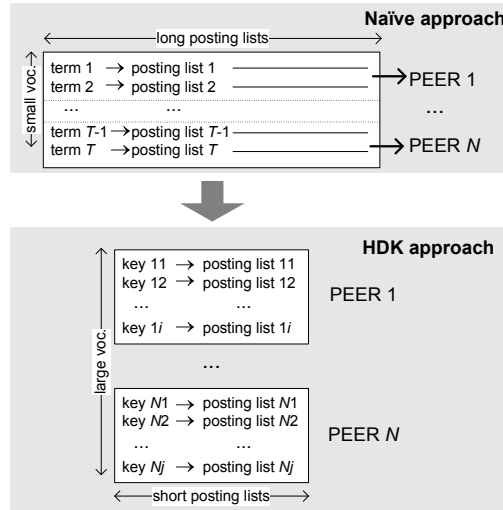 Naïve approach
long posting lists
small voc.
term 1 → posting list 1
term 2 → posting list 2
... ...
term T-1 → posting list T-1
term T → posting list T
PEER 1
...
PEER N
HDK approach
large voc.
key 11 → posting list 11
key 12 → posting list 12
... ...
key 1i → posting list 1i
PEER 1
...
key N1 → posting list N1
key N2 → posting list N2
... ...
key Nj → posting list Nj
PEER N
short posting lists